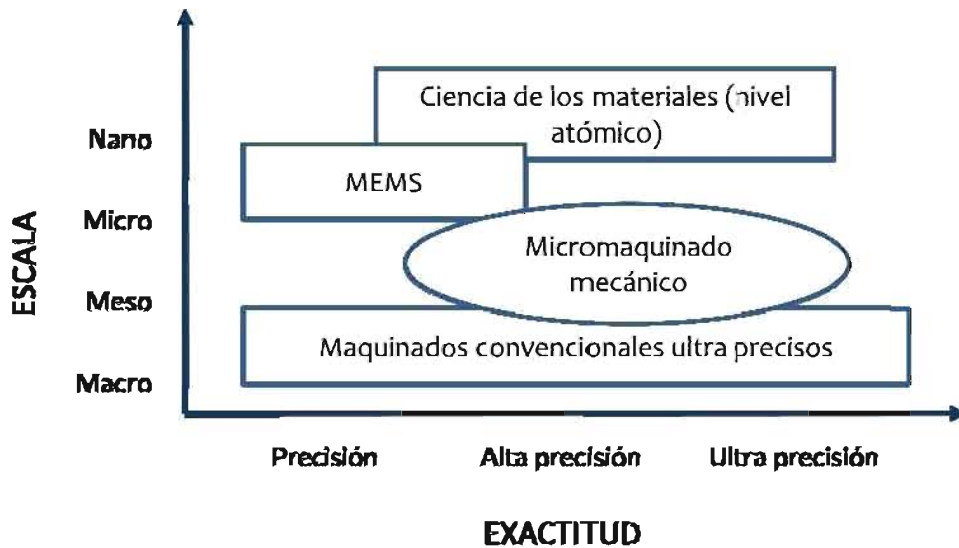 Ciencia de los materiales (nivel
atómico)
Nano
MEMS
Micro
Micromaquinado
mecánico
ESCALA
Meso
Maquinados convencionales ultra precisos
Macro
Precisión
Alta precisión
Ultra precisión
EXACTITUD